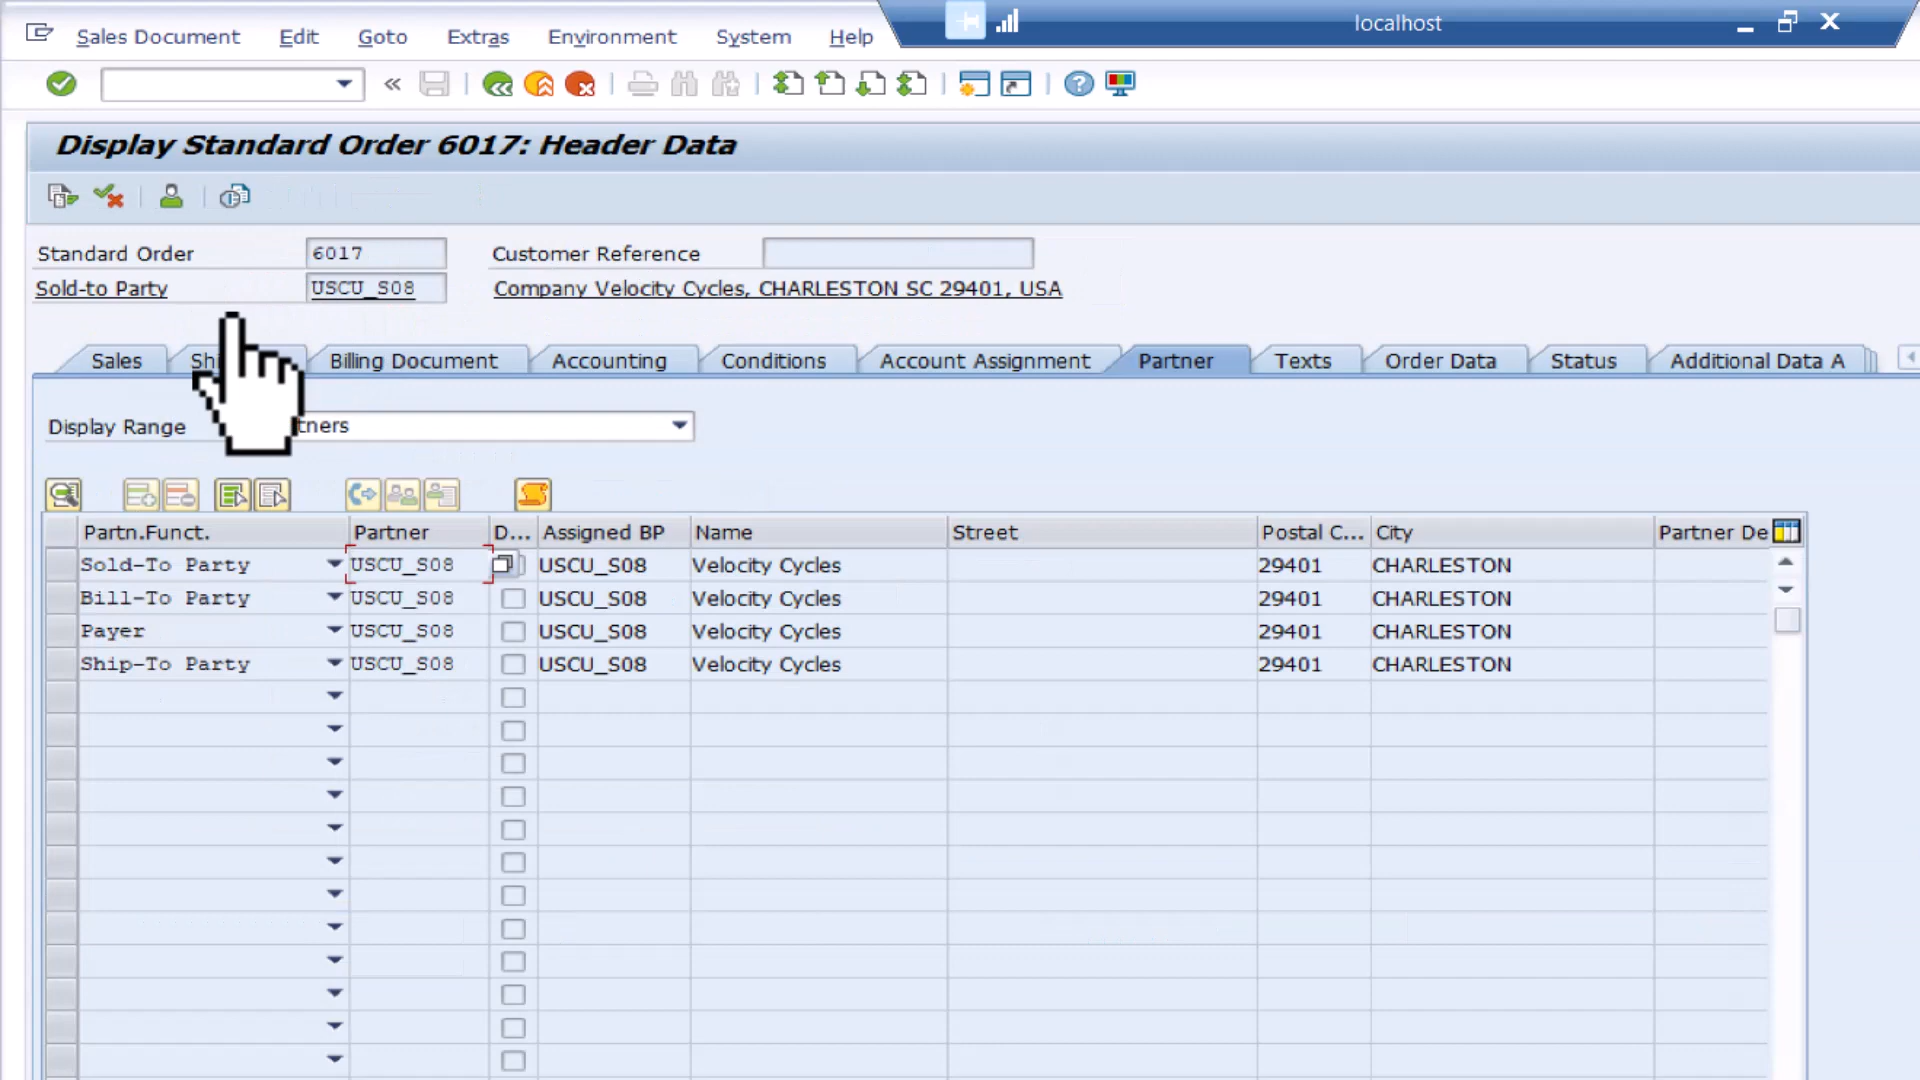 Sales Document Edit Goto Extras Environment System Help
localhost
Display Standard Order 6017: Header Data
Standard Order 6017 Customer Reference
Sold-to Party USCU_S08 Company Velocity Cycles, CHARLESTON SC 29401, USA
Sales Billing Document Accounting Conditions Account Assignment Partner Texts Order Data Status Additional Data A
Display Range
Partn.Funct. Partner D... Assigned BP Name Street Postal C... City Partner De
Sold-To Party USCU_S08 USCU_S08 Velocity Cycles 29401 CHARLESTON
Bill-To Party USCU_S08 USCU_S08 Velocity Cycles 29401 CHARLESTON
Payer USCU_S08 USCU_S08 Velocity Cycles 29401 CHARLESTON
Ship-To Party USCU_S08 USCU_S08 Velocity Cycles 29401 CHARLESTON